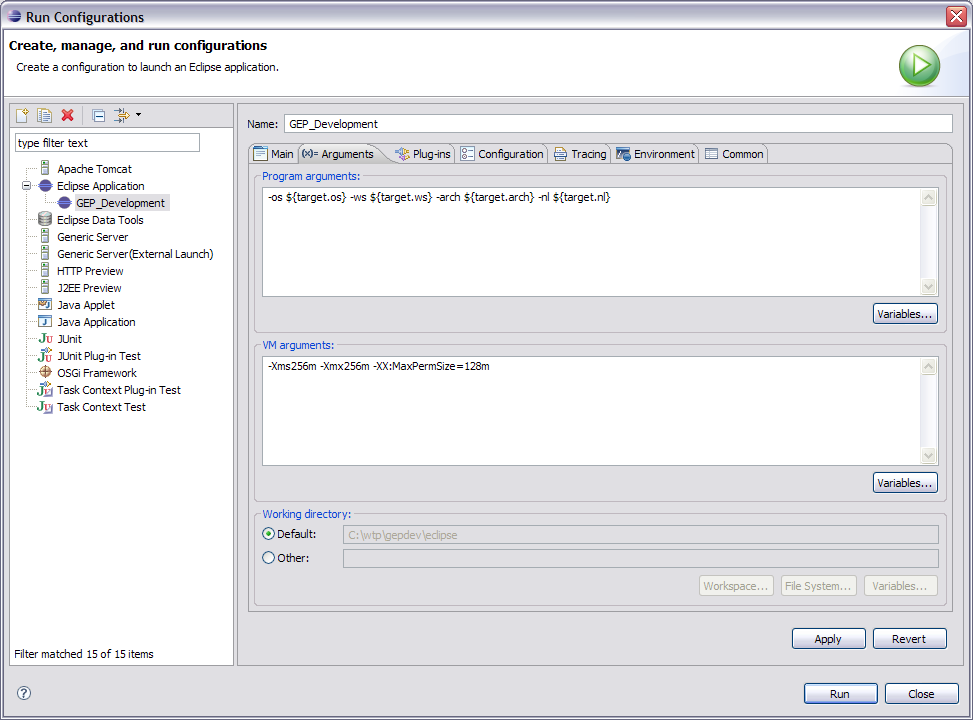 Run Configurations
Create, manage, and run configurations
Create a configuration to launch an Eclipse application.
type filter text
Apache Tomcat
Eclipse Application
GEP_Development
Eclipse Data Tools
Generic Server
Generic Server(External Launch)
HTTP Preview
J2EE Preview
Java Applet
Java Application
JUnit
JUnit Plug-in Test
OSGi Framework
Task Context Plug-in Test
Task Context Test
Filter matched 15 of 15 items
Name: GEP_Development
Main (x)= Arguments Plug-ins Configuration Tracing Environment Common
Program arguments:
-os ${target.os} -ws ${target.ws} -arch ${target.arch} -nl ${target.nl}
Variables...
VM arguments:
-Xms256m -Xmx256m -XX:MaxPermSize=128m
Variables...
Working directory:
Default: C:\wtp\gepdev\eclipse
Other:
Workspace... File System... Variables...
Apply Revert
? Run Close